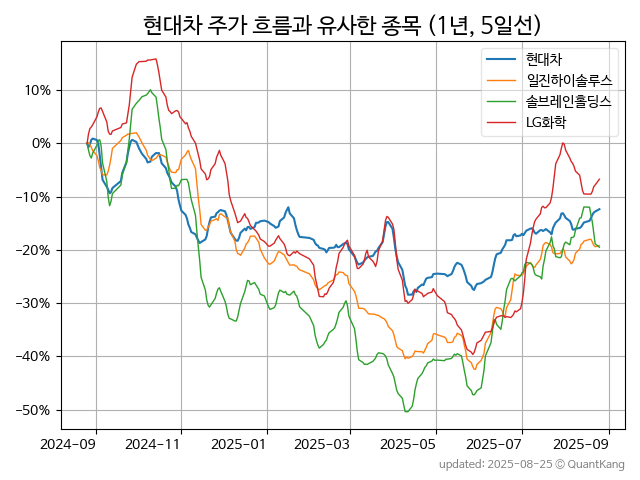 현대차 주가 흐름과 유사한 종목 (1년, 5일선)
현대차
일진하이솔루스
솔브레인홀딩스
LG화학
10%
0%
-10%
-20%
-30%
-40%
-50%
2024-09
2024-11
2025-01
2025-03
2025-05
2025-07
2025-09
updated: 2025-08-25 © QuantKang